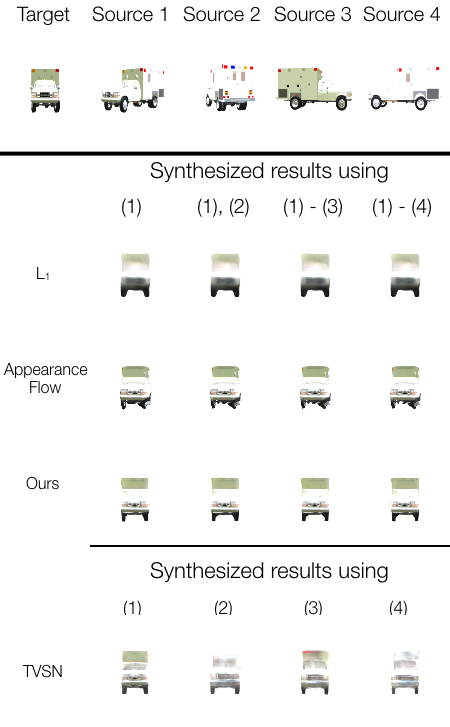 Target Source 1 Source 2 Source 3 Source 4
Synthesized results using
(1) (1), (2) (1) - (3) (1) - (4)
L₁
Appearance
Flow
Ours
Synthesized results using
(1) (2) (3) (4)
TVSN